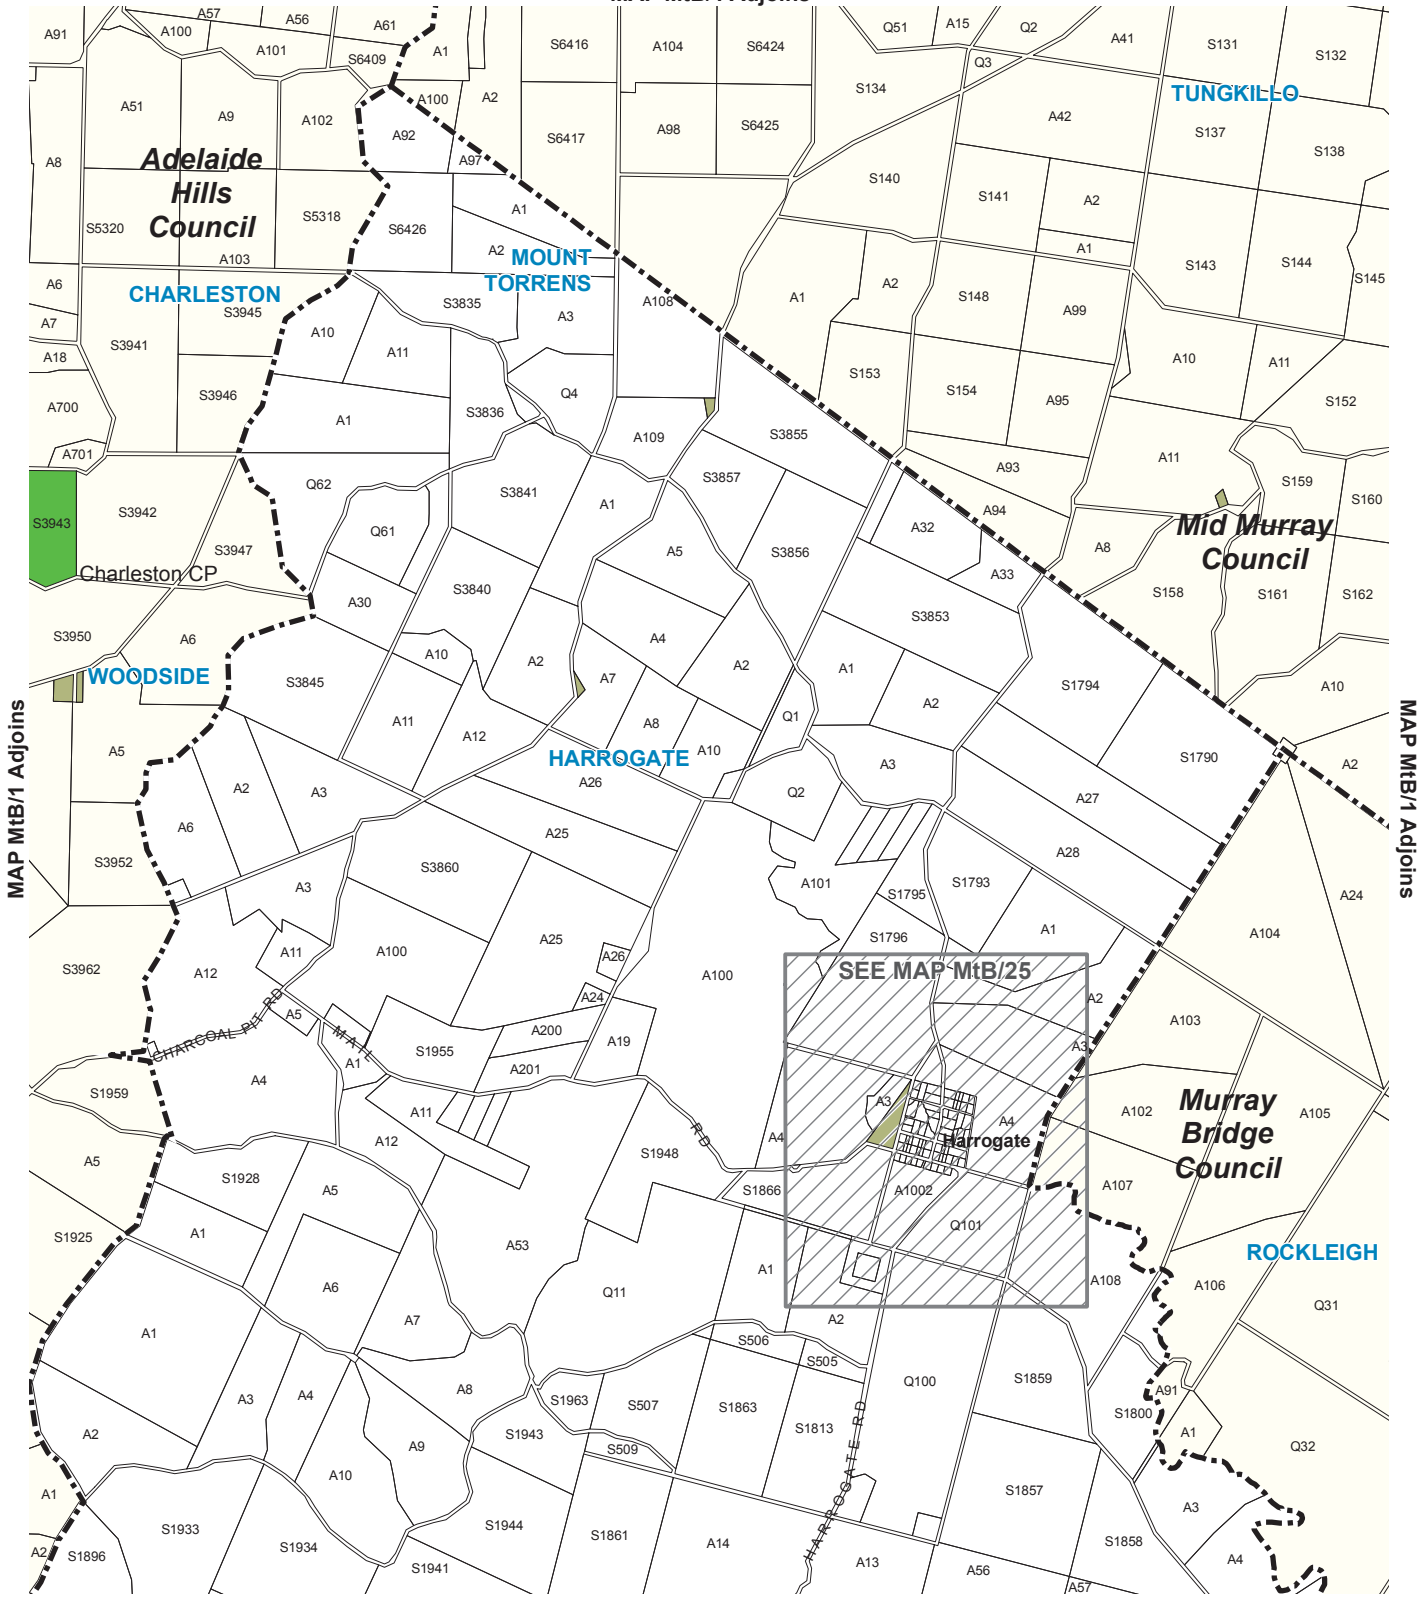 A91
A57
A100
A56
A61
A101
S6409
A1
S6416
A104
S6424
Q51
A15
Q2
A41
S131
S132
Q3
S134
TUNGKILLO
A51
A9
A102
A100
A2
A92
A97
S6417
A98
S6425
A42
S137
S138
A8
Adelaide
Hills
Council
S140
S141
A2
A1
S5320
S5318
S6426
A1
A2
A103
MOUNT
TORRENS
S143
S144
S145
A6
CHARLESTON
S3945
S3835
A3
A108
A1
A2
S148
A99
A7
A18
S3941
A10
A11
A10
A11
S3946
A700
A1
S3836
Q4
S153
S154
A95
S152
A109
S3855
A701
Q62
S3841
A1
S3857
A93
A11
S159
S160
S3943
S3942
S3947
Q61
A5
S3856
A32
A94
Mid Murray
Council
A8
Charleston CP
A30
S3840
A33
S158
S161
S162
S3950
A6
A10
A4
S3853
WOODSIDE
S3845
A2
A7
A2
A1
S1794
A10
A11
A12
A8
Q1
A2
MAP MtB/1 Adjoins
MAP MtB/1 Adjoins
A5
HARROGATE
A10
A3
S1790
A2
A2
A3
A26
Q2
A27
A6
A25
S3952
S3860
A28
A3
A101
S1795
S1793
A24
A1
A104
S3962
A12
A11
A100
A25
A26
A100
S1796
SEE MAP MtB/25
A24
A2
A5
CHARCOAL PIT RD
MAIL
A200
A19
A103
A3
A1
S1955
A201
S1959
A4
A11
A3
A4
A102
Murray
Bridge
Council
A105
A12
RD
A4
Harrogate
A5
S1928
A5
S1948
S1866
A1002
A107
S1925
A1
A53
Q101
ROCKLEIGH
A1
A108
A106
A6
Q11
Q31
A1
A7
A2
S506
S505
A3
A4
A8
S1963
S507
S1863
Q100
S1859
A91
S1800
A2
A9
S1943
S509
S1813
A1
Q32
A10
HARROGATE RD
A1
S1857
A3
S1933
S1944
S1861
A14
S1858
A2
S1896
S1934
S1941
A13
A56
A57
A4